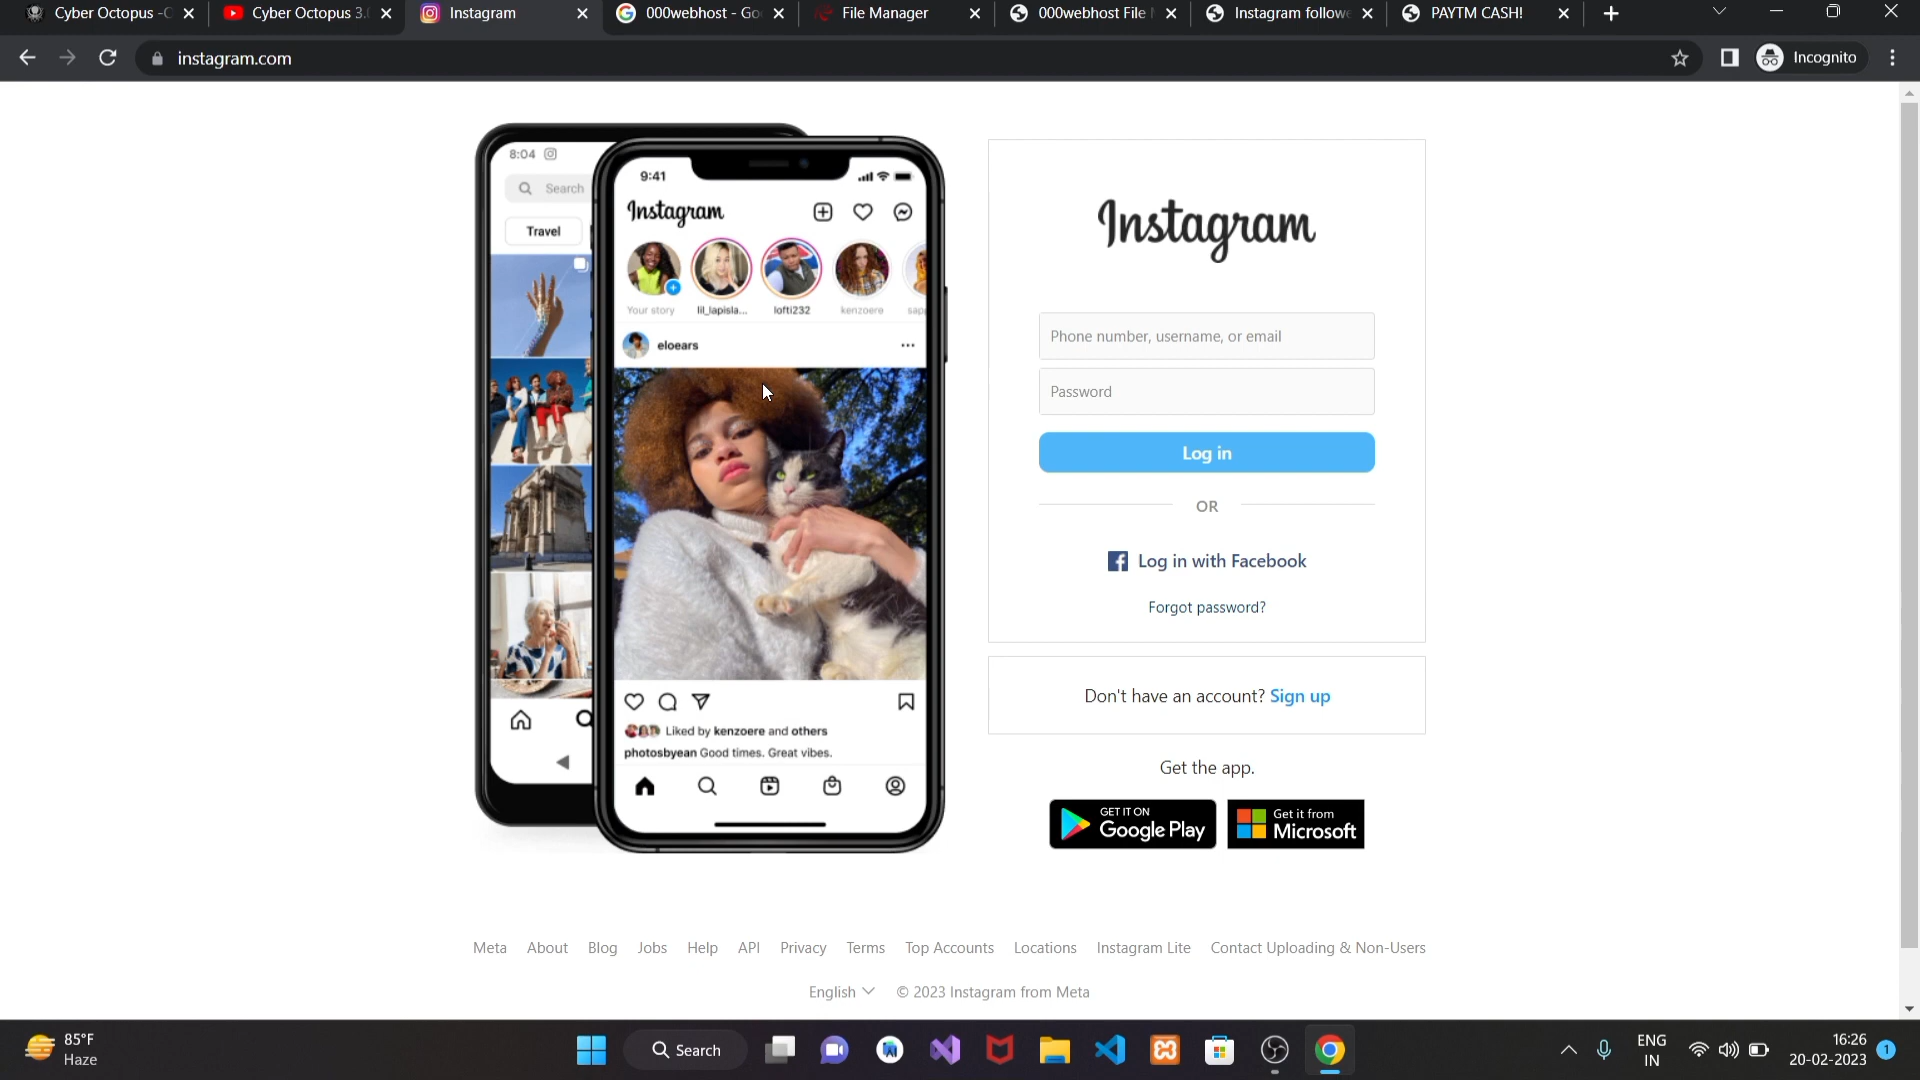 Cyber Octopus - Cyber Octopus 3. Instagram 000webhost - Go File Manager 000webhost File Instagram follow PAYTM CASH!
instagram.com Incognito
8:04
Search
Travel
9:41
Instagram
Your story lil_lapisla... lofti232 kenzoere sap
eloears
Liked by kenzoere and others
photosbyean Good times. Great vibes.
Instagram
Phone number, username, or email
Password
Log in
OR
Log in with Facebook
Forgot password?
Don't have an account? Sign up
Get the app.
GET IT ON
Google Play
Get it from
Microsoft
Meta About Blog Jobs Help API Privacy Terms Top Accounts Locations Instagram Lite Contact Uploading & Non-Users
English © 2023 Instagram from Meta
85°F
Haze
Search
ENG
IN
16:26
20-02-2023
1